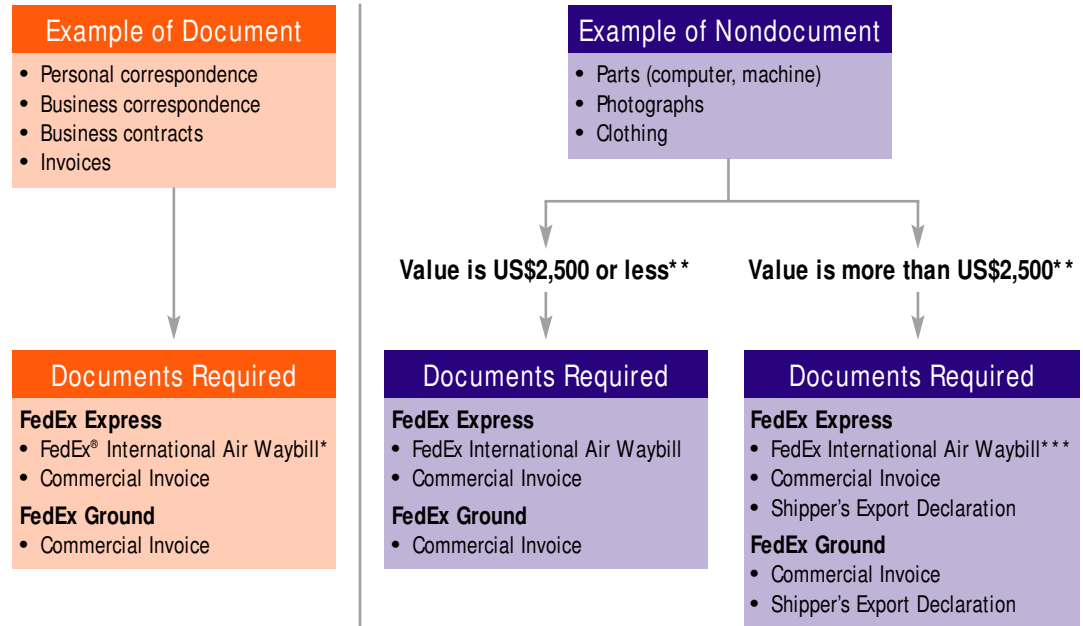 Example of Document
• Personal correspondence
• Business correspondence
• Business contracts
• Invoices
Example of Nondocument
• Parts (computer, machine)
• Photographs
• Clothing
Value is US$2,500 or less**
Value is more than US$2,500**
Documents Required
FedEx Express
• FedEx® International Air Waybill*
• Commercial Invoice
FedEx Ground
• Commercial Invoice
Documents Required
FedEx Express
• FedEx International Air Waybill
• Commercial Invoice
FedEx Ground
• Commercial Invoice
Documents Required
FedEx Express
• FedEx International Air Waybill***
• Commercial Invoice
• Shipper's Export Declaration
FedEx Ground
• Commercial Invoice
• Shipper's Export Declaration